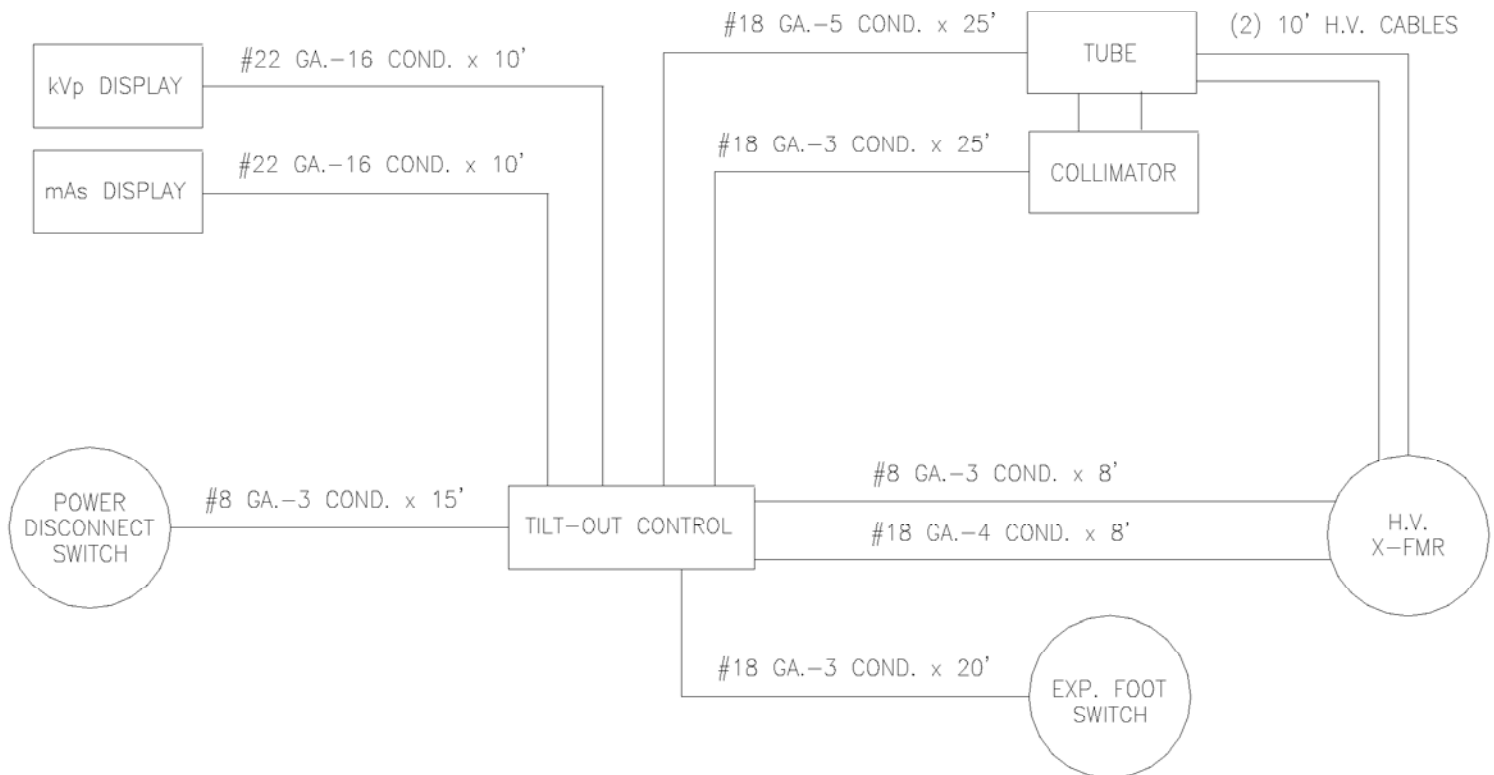 #18 GA.-5 COND. x 25'
(2) 10' H.V. CABLES
TUBE
#22 GA.-16 COND. x 10'
kVp DISPLAY
#18 GA.-3 COND. x 25'
#22 GA.-16 COND. x 10'
COLLIMATOR
mAs DISPLAY
#8 GA.-3 COND. x 8'
#8 GA.-3 COND. x 15'
POWER
DISCONNECT
SWITCH
TILT-OUT CONTROL
#18 GA.-4 COND. x 8'
H.V.
X-FMR
#18 GA.-3 COND. x 20'
EXP. FOOT
SWITCH